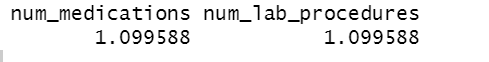 num_medications num_lab_procedures
1.099588 1.099588